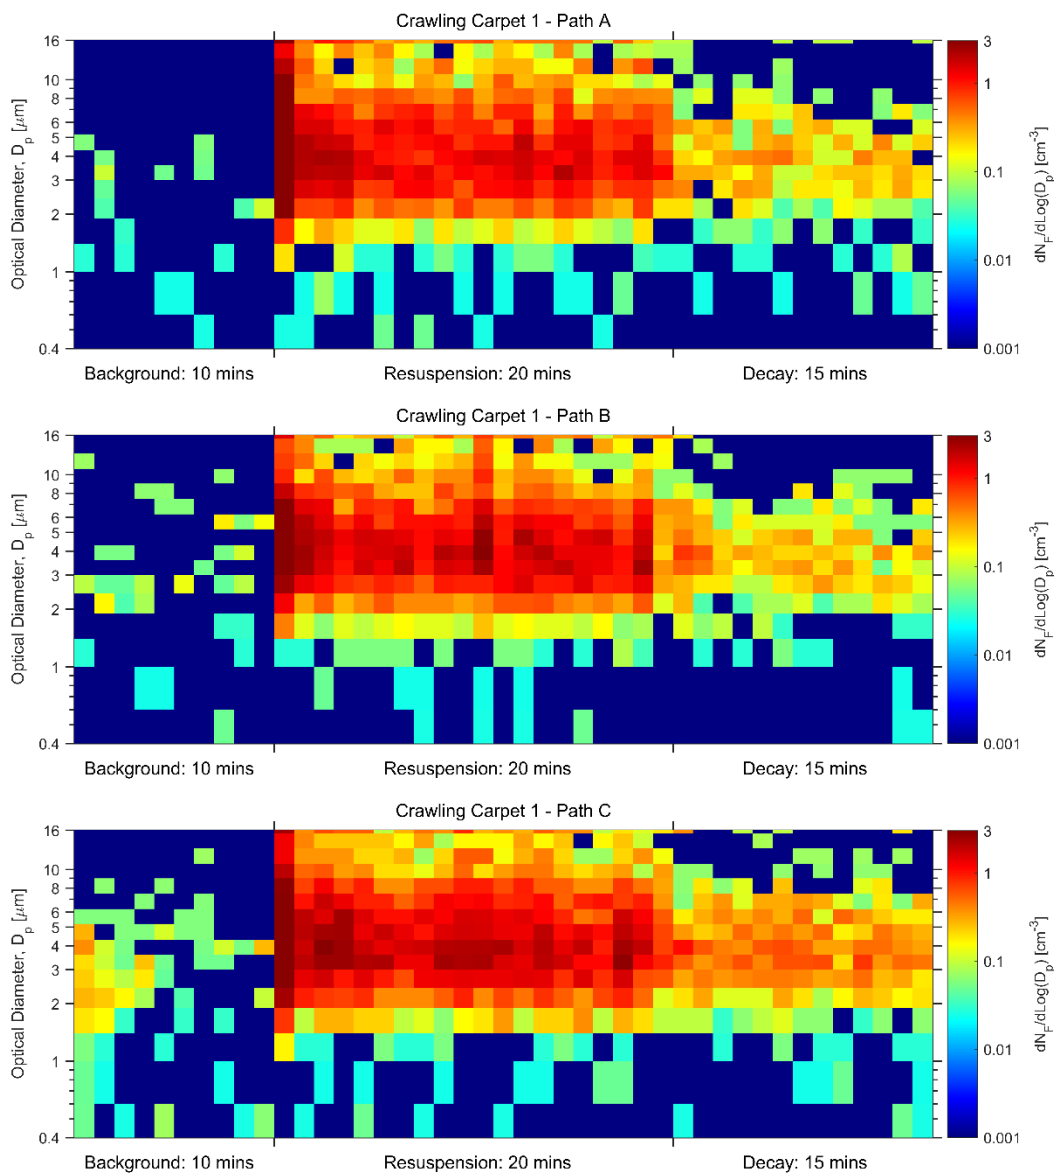 Crawling Carpet 1 - Path A
Optical Diameter, Dₚ [μm]
16
10
8
6
5
4
3
2
1
0.4
Background: 10 mins
Resuspension: 20 mins
Decay: 15 mins
3
1
0.1
0.01
0.001
dN_F/dLog(Dₚ) [cm⁻³]
Crawling Carpet 1 - Path B
Optical Diameter, Dₚ [μm]
16
10
8
6
5
4
3
2
1
0.4
Background: 10 mins
Resuspension: 20 mins
Decay: 15 mins
3
1
0.1
0.01
0.001
dN_F/dLog(Dₚ) [cm⁻³]
Crawling Carpet 1 - Path C
Optical Diameter, Dₚ [μm]
16
10
8
6
5
4
3
2
1
0.4
Background: 10 mins
Resuspension: 20 mins
Decay: 15 mins
3
1
0.1
0.01
0.001
dN_F/dLog(Dₚ) [cm⁻³]